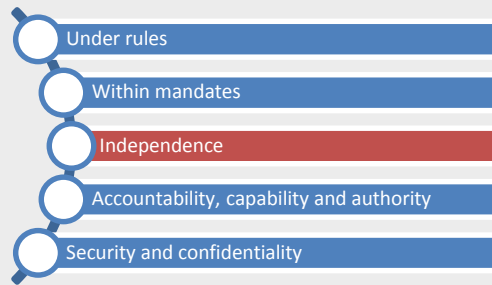 Under rules
Within mandates
Independence
Accountability, capability and authority
Security and confidentiality